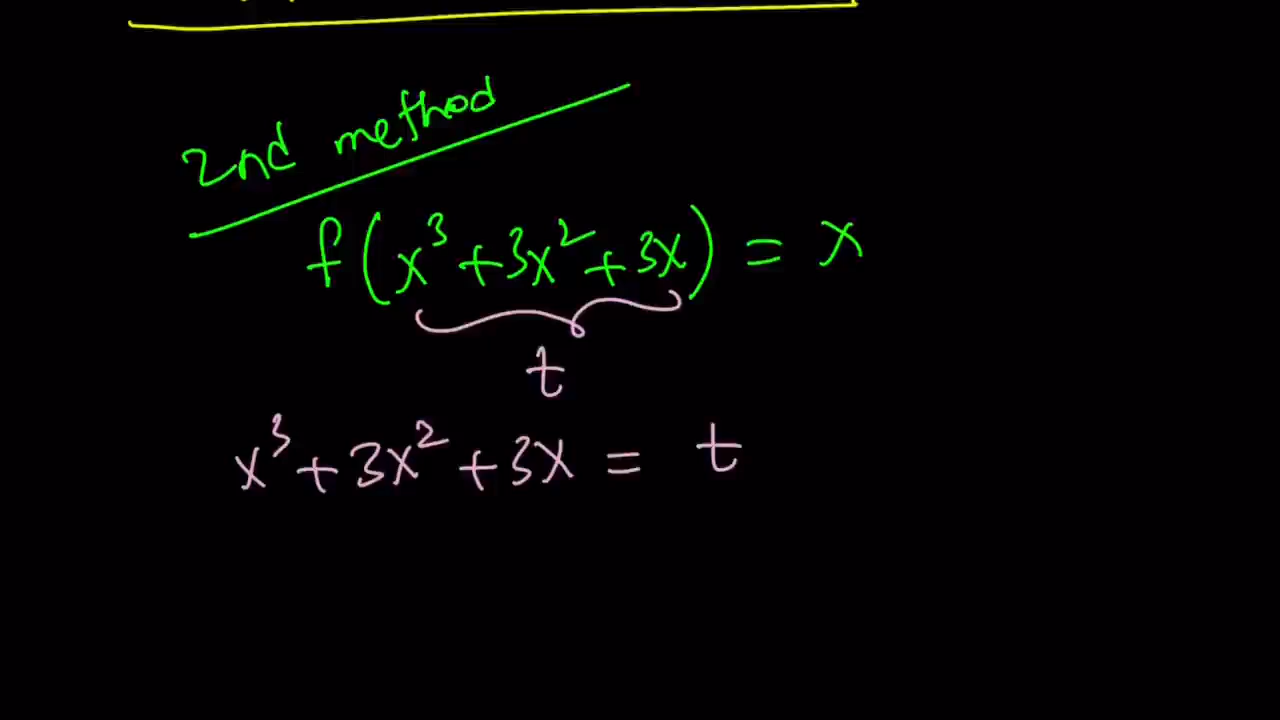 2nd method
f(x³+3x²+3x) = x
t
x³+3x²+3x = t